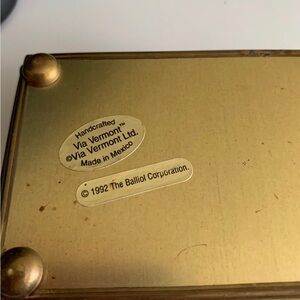 Handcrafted
Via Vermont™
©Via Vermont Ltd.
Made in Mexico
© 1992 The Balliol Corporation.